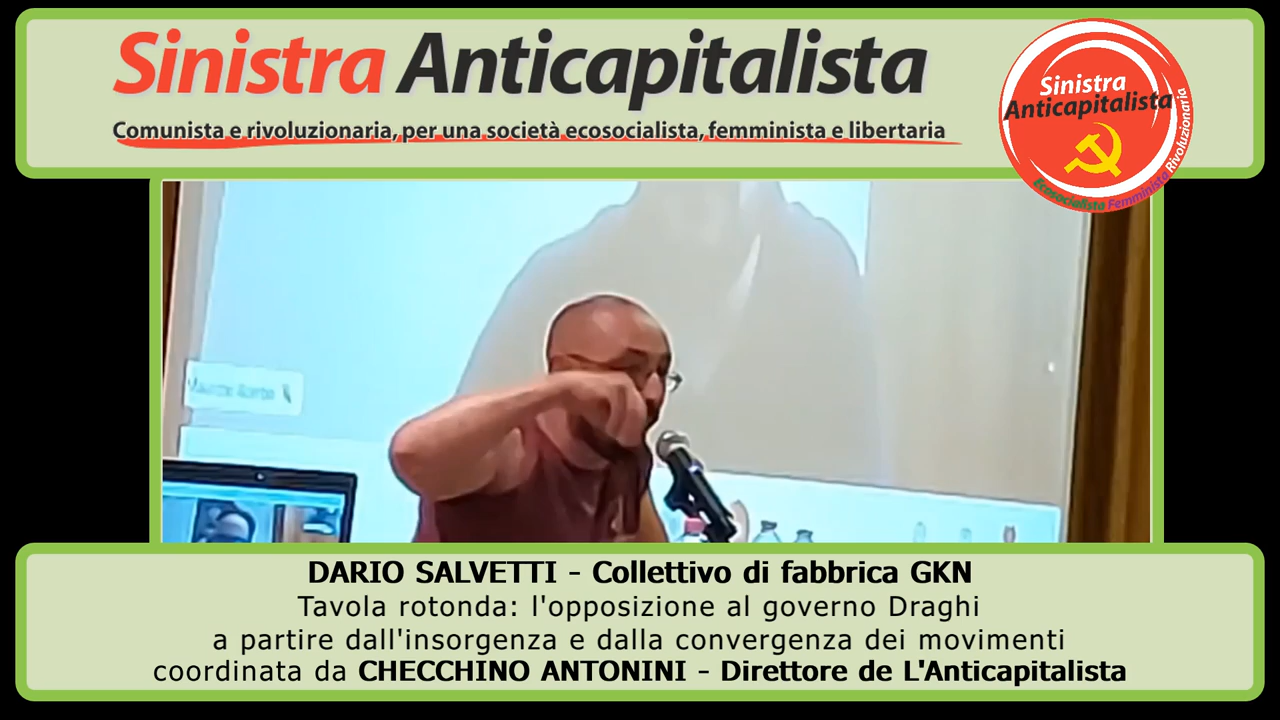 Sinistra Anticapitalista
Comunista e rivoluzionaria, per una società ecosocialista, femminista e libertaria
Sinistra
Anticapitalista
Ecosocialista Femminista Rivoluzionaria
DARIO SALVETTI - Collettivo di fabbrica GKN
Tavola rotonda: l'opposizione al governo Draghi
a partire dall'insorgenza e dalla convergenza dei movimenti
coordinata da CHECCHINO ANTONINI - Direttore de L'Anticapitalista